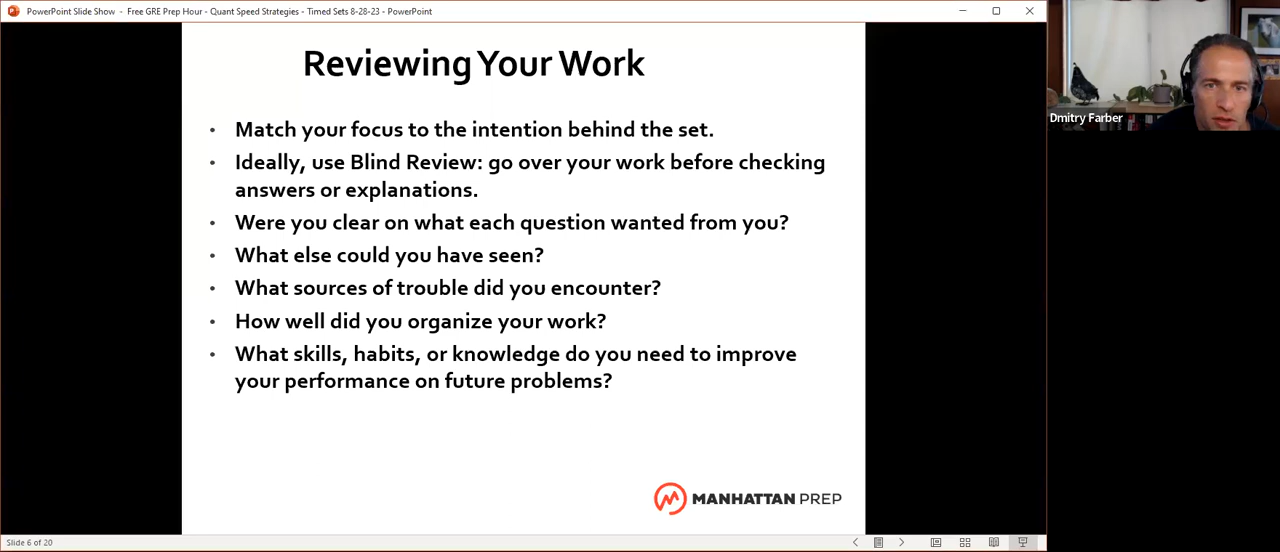 PowerPoint Slide Show - Free GRE Prep Hour - Quant Speed Strategies - Timed Sets 8-28-23 - PowerPoint
Reviewing Your Work
• Match your focus to the intention behind the set.
• Ideally, use Blind Review: go over your work before checking
answers or explanations.
• Were you clear on what each question wanted from you?
• What else could you have seen?
• What sources of trouble did you encounter?
• How well did you organize your work?
• What skills, habits, or knowledge do you need to improve
your performance on future problems?
MANHATTAN PREP
Slide 6 of 20
Dmitry Farber